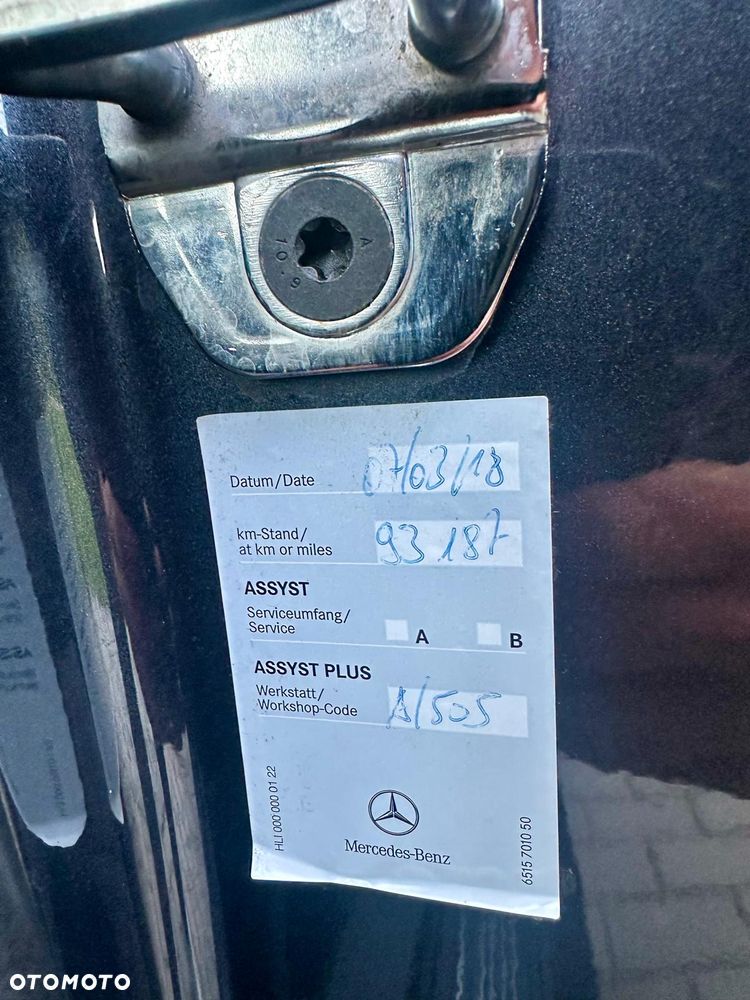 A
10.9
Datum/Date 07/03/18
km-Stand/
at km or miles 93 187
ASSYST
Serviceumfang/
Service A B
ASSYST PLUS
Werkstatt/
Workshop-Code A/505
HLI 000 000 01 22
Mercedes-Benz
6515 7010 50
OTOMOTO